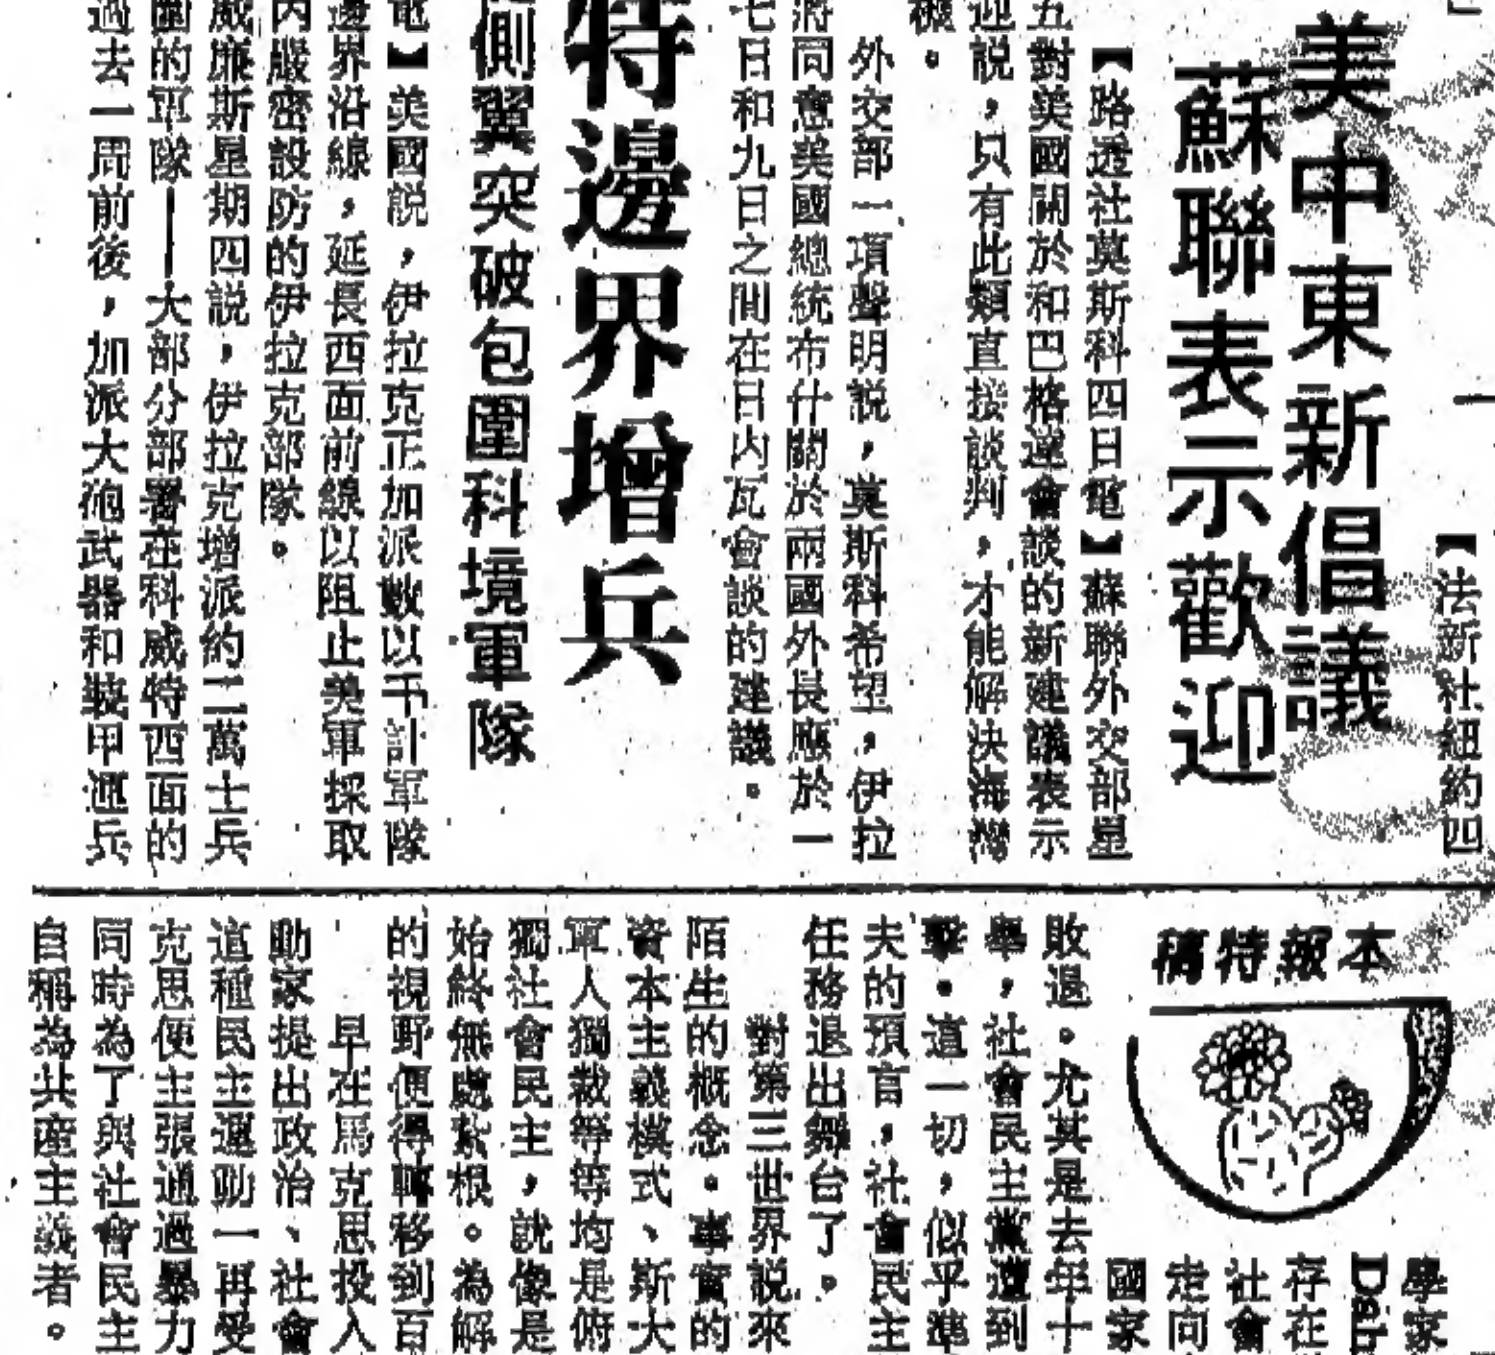 【法新社紐約四
美中東新倡議
蘇聯表示歡迎
【路透社莫斯科四日電】蘇聯外交部星
五對美國關於和巴格達會談的新建議表示
迎説，只有此類直接談判，才能解決海灣
機。
外交部一項聲明説，莫斯科希望，伊拉
將同意美國總統布什關於兩國外長應於一
七日和九日之間在日內瓦會談的建議。
特邊界增兵
側翼突破包圍科境軍隊
電】美國説，伊拉克正加派數以千計軍隊
邊界沿線，延長西面前線以阻止美軍採取
內嚴密設防的伊拉克部隊。
威廉斯星期四説，伊拉克增派約二萬士兵
圍的軍隊——大部分部署在科威特西面的
過去一周前後，加派大砲武器和裝甲運兵
本報特稿
學家
存在
社會
走向
國家
敗退。尤其是去年十
舉，社會民主黨遭到
擊。這一切，似乎準
夫的預言，社會民主
任務退出舞台了。
對第三世界説來
陌生的概念。事實的
資本主義模式、斯大
軍人獨裁等等均是俯
獨社會民主，就像是
始終無處紮根。為解
的視野便得轉移到百
早在馬克思投入
動家提出政治、社會
這種民主運動一再受
克思便主張通過暴力
同時為了與社會民主
自稱為共產主義者。